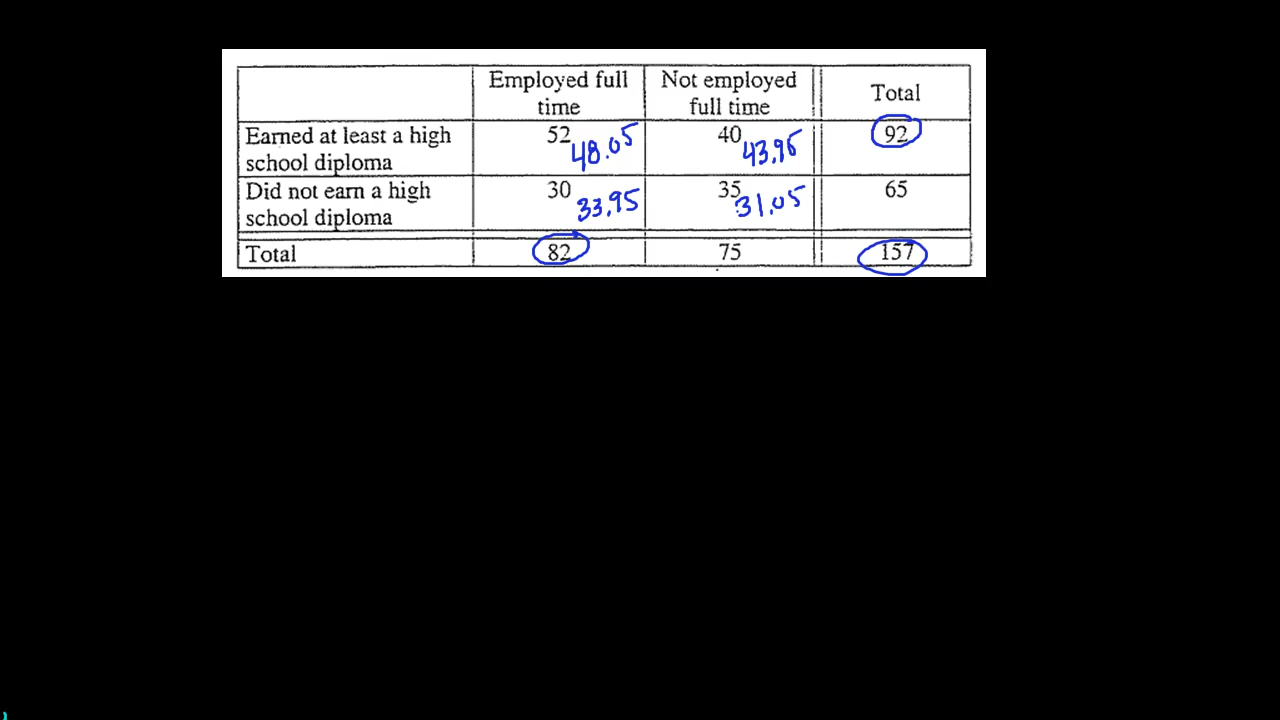 Employed full time
Not employed full time
Total
Earned at least a high school diploma
52
48.05
40
43.95
92
Did not earn a high school diploma
30
33.95
35
31.05
65
Total
82
75
157